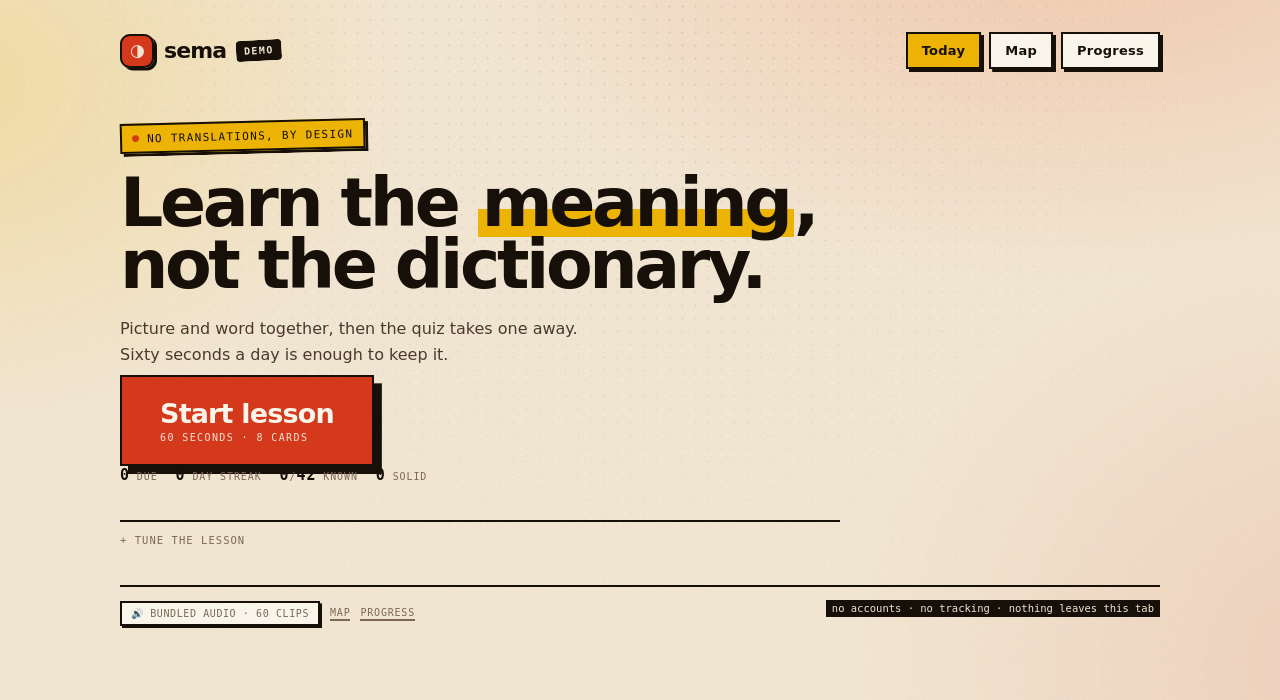 sema DEMO
Today Map Progress
NO TRANSLATIONS, BY DESIGN
Learn the meaning,
not the dictionary.
Picture and word together, then the quiz takes one away.
Sixty seconds a day is enough to keep it.
Start lesson
60 SECONDS · 8 CARDS
0 DUE 0 DAY STREAK 0/42 KNOWN 0 SOLID
+ TUNE THE LESSON
BUNDLED AUDIO · 60 CLIPS MAP PROGRESS
no accounts · no tracking · nothing leaves this tab